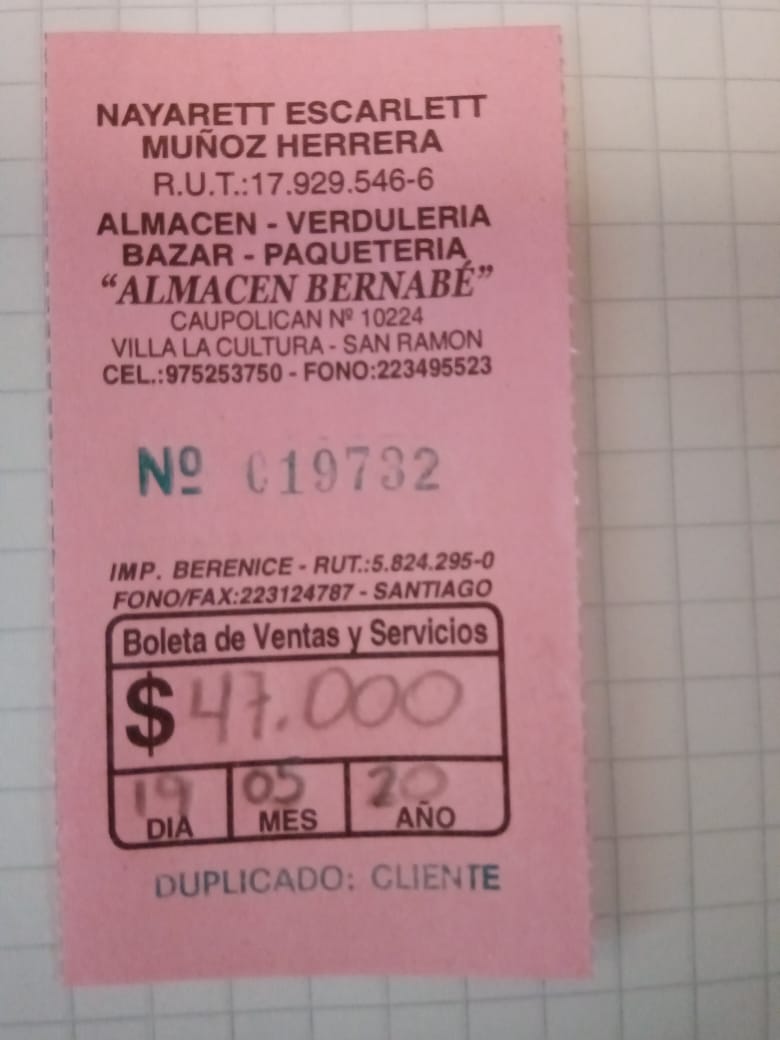 NAYARETT ESCARLETT
MUÑOZ HERRERA
R.U.T.:17.929.546-6
ALMACEN - VERDULERIA
BAZAR - PAQUETERIA
“ALMACEN BERNABÉ”
CAUPOLICAN Nº 10224
VILLA LA CULTURA - SAN RAMON
CEL.:975253750 - FONO:223495523
Nº 019732
IMP. BERENICE - RUT.:5.824.295-0
FONO/FAX:223124787 - SANTIAGO
Boleta de Ventas y Servicios
$ 47.000
19 05 20
DIA MES AÑO
DUPLICADO: CLIENTE